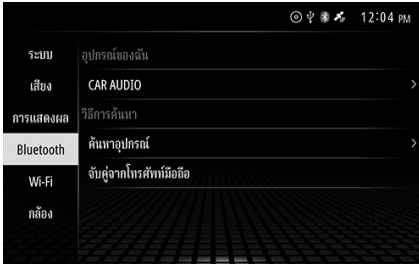 12:04 PM
ระบบ
เสียง
การแสดงผล
Bluetooth
Wi-Fi
กล้อง
อุปกรณ์ของฉัน
CAR AUDIO
วิธีการค้นหา
ค้นหาอุปกรณ์
จับคู่จากโทรศัพท์มือถือ